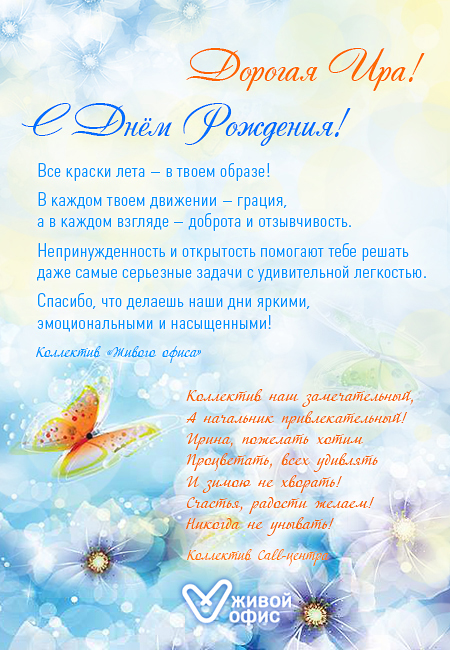 Дорогая Ира!
С Днём Рождения!
Все краски лета – в твоем образе!
В каждом твоем движении – грация,
а в каждом взгляде – доброта и отзывчивость.
Непринужденность и открытость помогают тебе решать
даже самые серьезные задачи с удивительной легкостью.
Спасибо, что делаешь наши дни яркими,
эмоциональными и насыщенными!
Коллектив «Живого офиса»
Коллектив наш замечательный,
А начальник привлекательный!
Ирина, пожелать хотим
Процветать, всех удивлять
И зимою не хворать!
Счастья, радости желаем!
Никогда не унывать!
Коллектив Call-центра
живой
офис